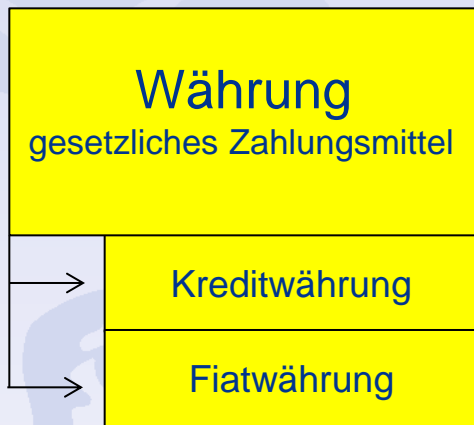 Währung
gesetzliches Zahlungsmittel
Kreditwährung
Fiatwährung